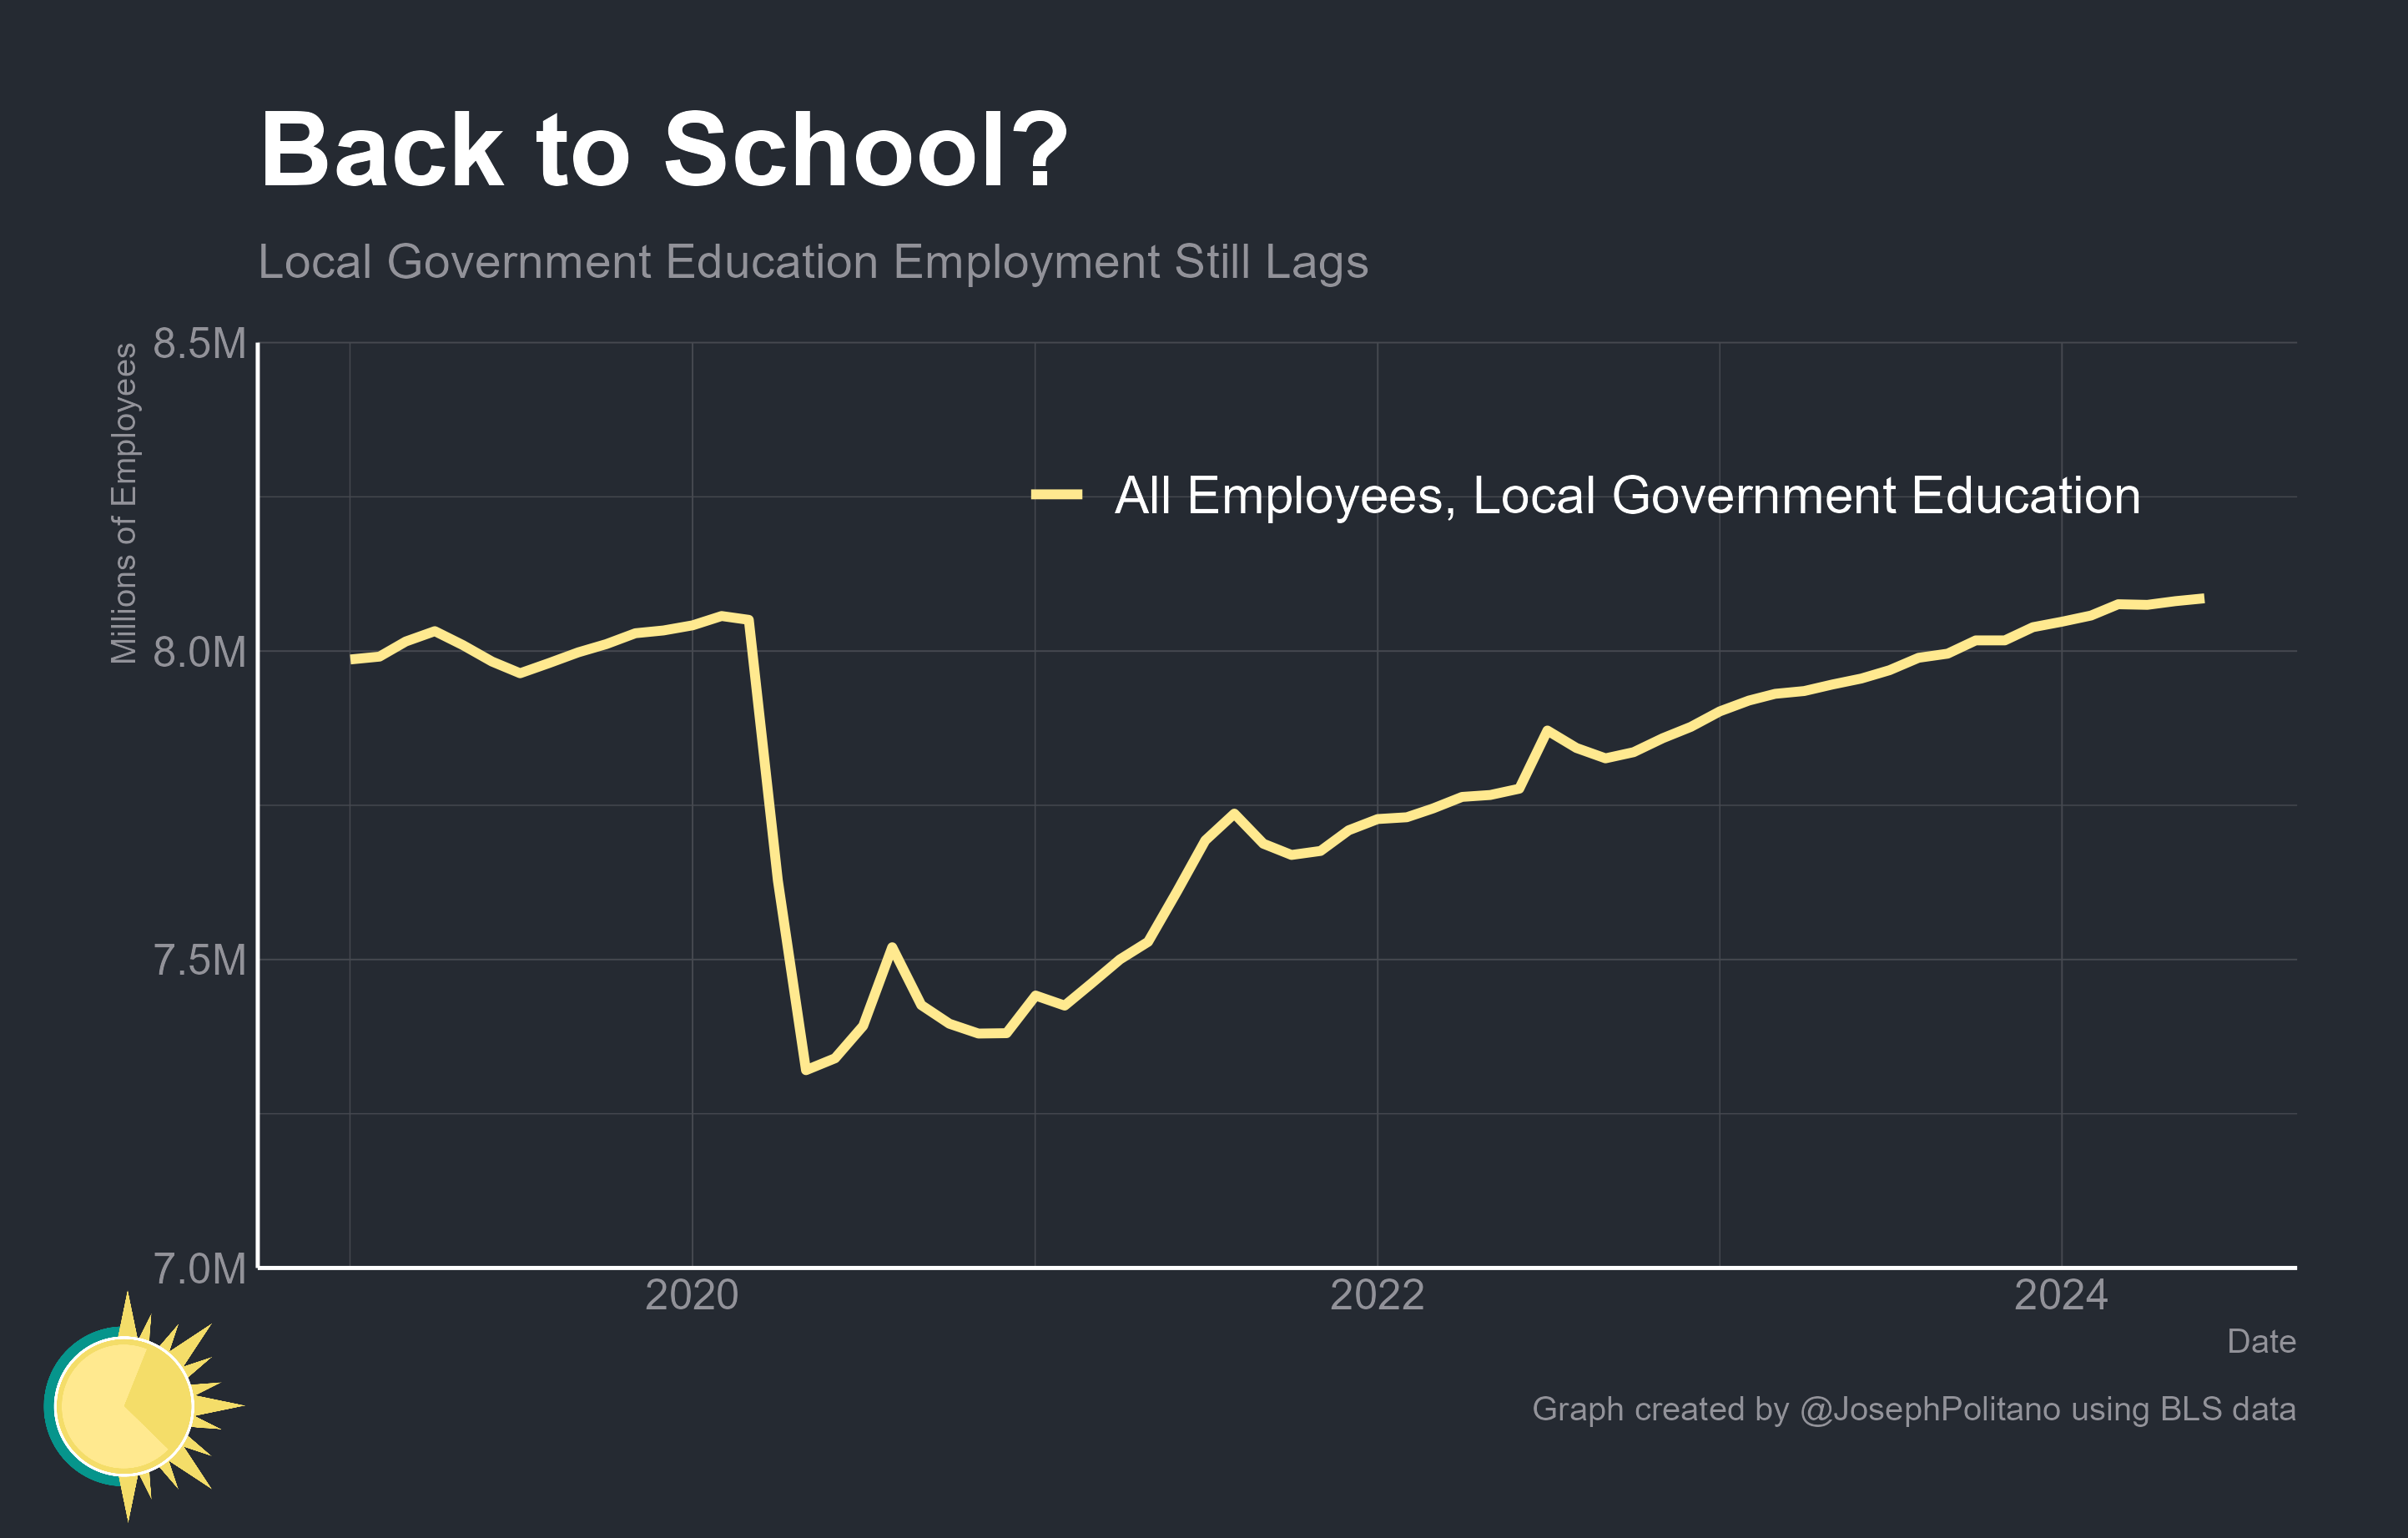 Back to School?
Local Government Education Employment Still Lags
Millions of Employees
8.5M
All Employees, Local Government Education
8.0M
7.5M
7.0M
2020 2022 2024
Date
Graph created by @JosephPolitano using BLS data